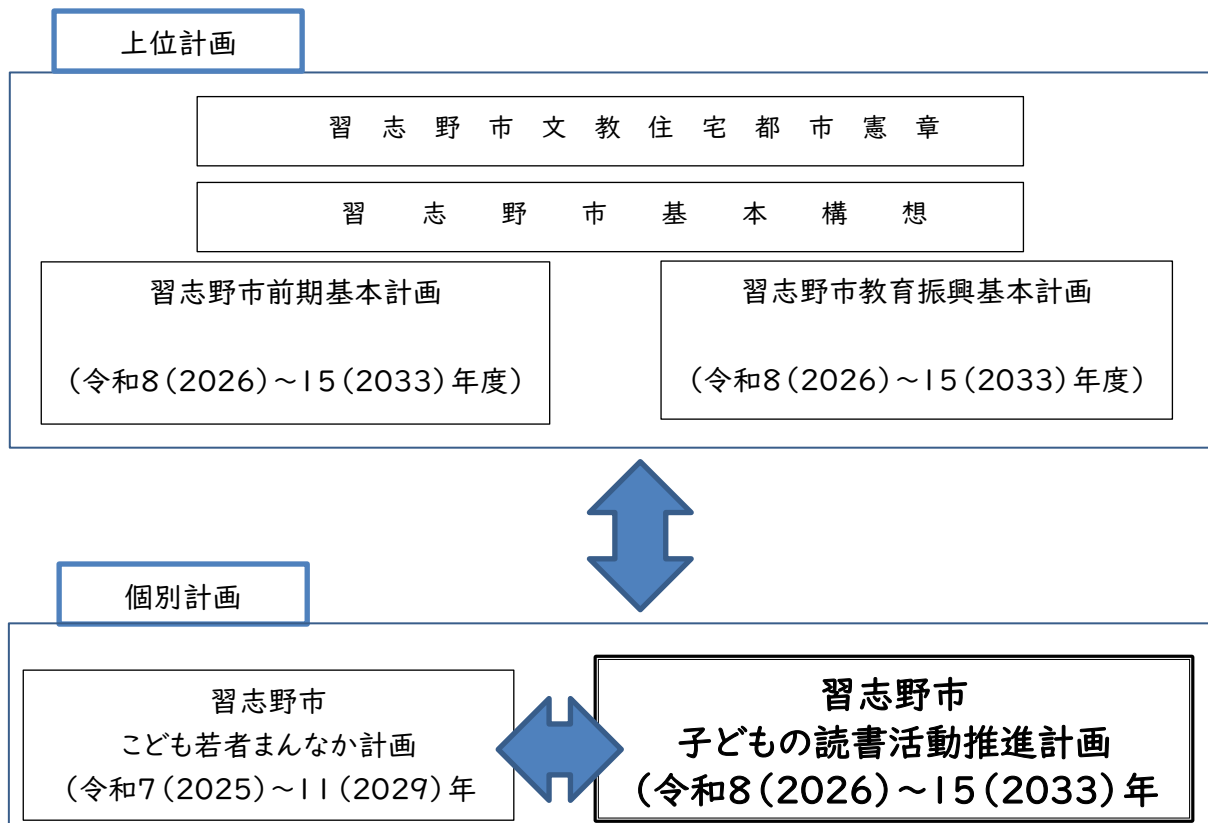 上位計画
習志野市文教住宅都市憲章
習志野市基本構想
習志野市前期基本計画
（令和8（2026）～15（2033）年度）
習志野市教育振興基本計画
（令和8（2026）～15（2033）年度）
個別計画
習志野市
こども若者まんなか計画
（令和7（2025）～11（2029）年
習志野市
子どもの読書活動推進計画
（令和8（2026）～15（2033）年